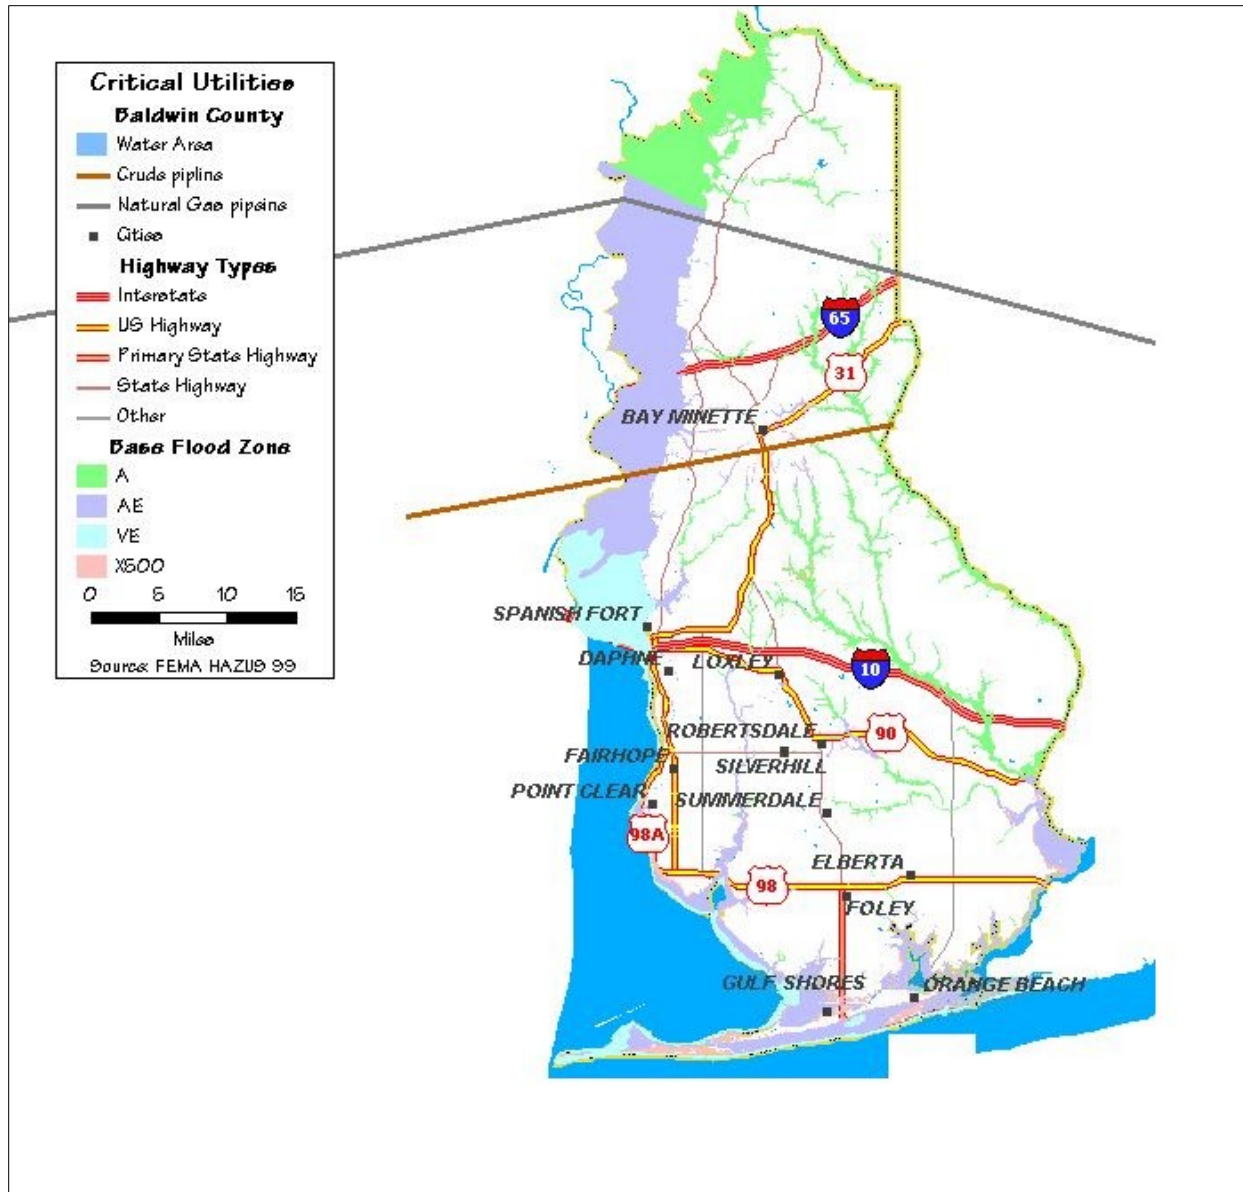 Critical Utilities
Baldwin County
Water Area
Crude pipline
Natural Gas pipeine
Cities
Highway Types
Interstate
US Highway
Primary State Highway
State Highway
Other
Base Flood Zone
A
AE
VE
X500
0 5 10 15
Miles
Source: FEMA HAZUS 99
65
31
BAY MINETTE
SPANISH FORT
DAPHNE
LOXLEY
10
ROBERTSDALE
90
FAIRHOPE
SILVERHILL
POINT CLEAR
SUMMERDALE
98A
ELBERTA
98
FOLEY
GULF SHORES
ORANGE BEACH